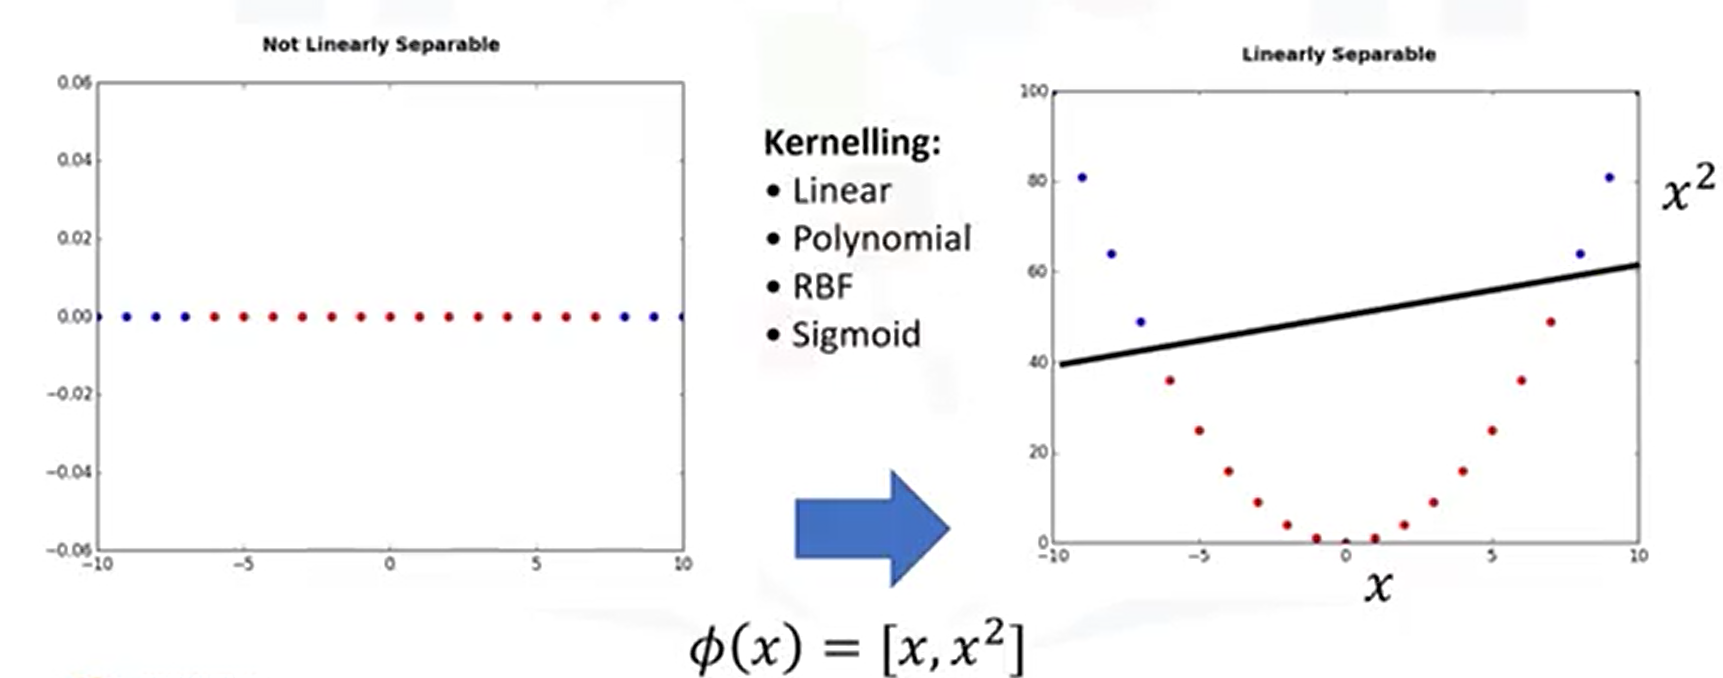 Not Linearly Separable
0.06
0.04
0.02
0.00
−0.02
−0.04
−0.06
−10 −5 0 5 10
Kernelling:
• Linear
• Polynomial
• RBF
• Sigmoid
Linearly Separable
100
80
60
40
20
0
−10 −5 0 5 10
x²
x
ϕ(x) = [x, x²]